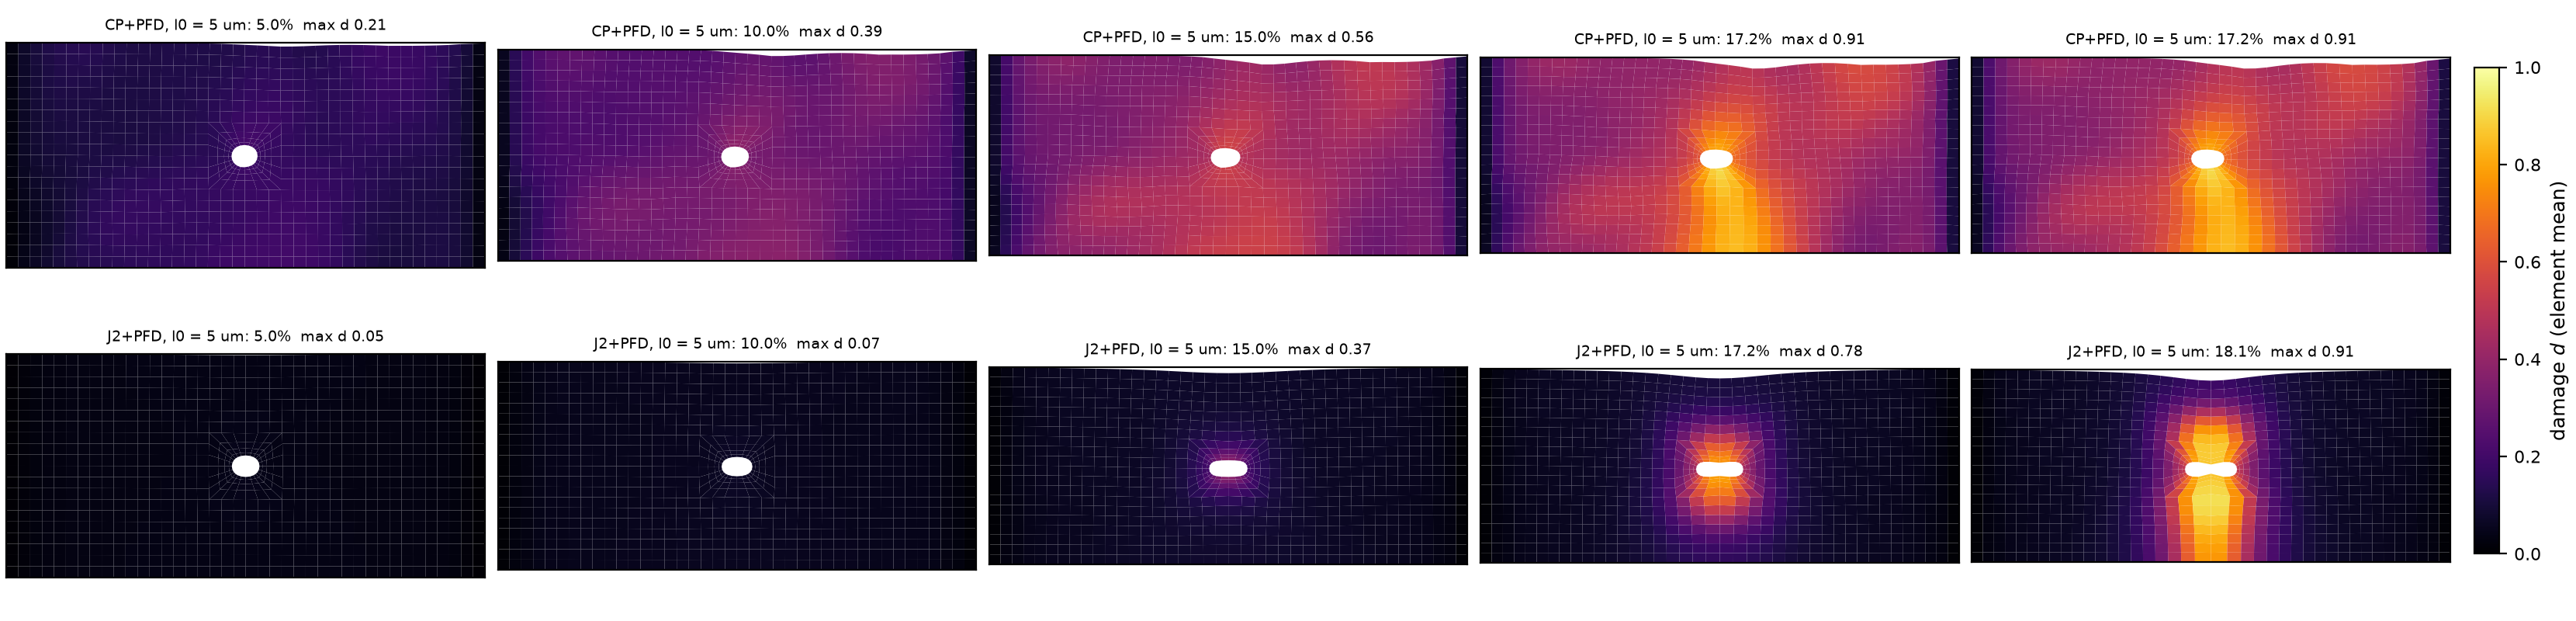 CP+PFD, l0 = 5 um: 5.0%  max d 0.21
CP+PFD, l0 = 5 um: 10.0%  max d 0.39
CP+PFD, l0 = 5 um: 15.0%  max d 0.56
CP+PFD, l0 = 5 um: 17.2%  max d 0.91
CP+PFD, l0 = 5 um: 17.2%  max d 0.91
J2+PFD, l0 = 5 um: 5.0%  max d 0.05
J2+PFD, l0 = 5 um: 10.0%  max d 0.07
J2+PFD, l0 = 5 um: 15.0%  max d 0.37
J2+PFD, l0 = 5 um: 17.2%  max d 0.78
J2+PFD, l0 = 5 um: 18.1%  max d 0.91
1.0
0.8
0.6
0.4
0.2
0.0
damage d (element mean)